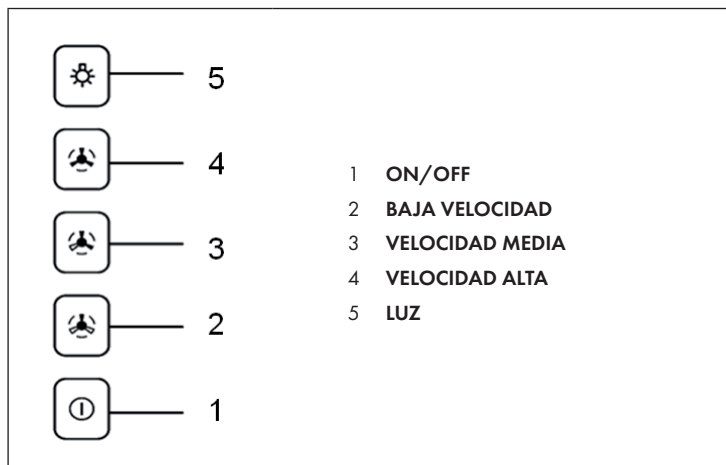 5
4
3
2
1
1 ON/OFF
2 BAJA VELOCIDAD
3 VELOCIDAD MEDIA
4 VELOCIDAD ALTA
5 LUZ